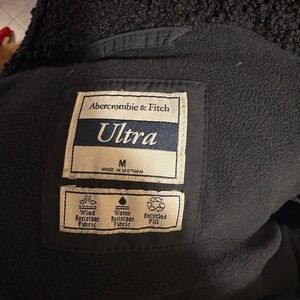 Abercrombie & Fitch
Ultra
M
MADE IN VIETNAM
Wind Water Recycled
Resistant Resistant Fill
Fabric Fabric